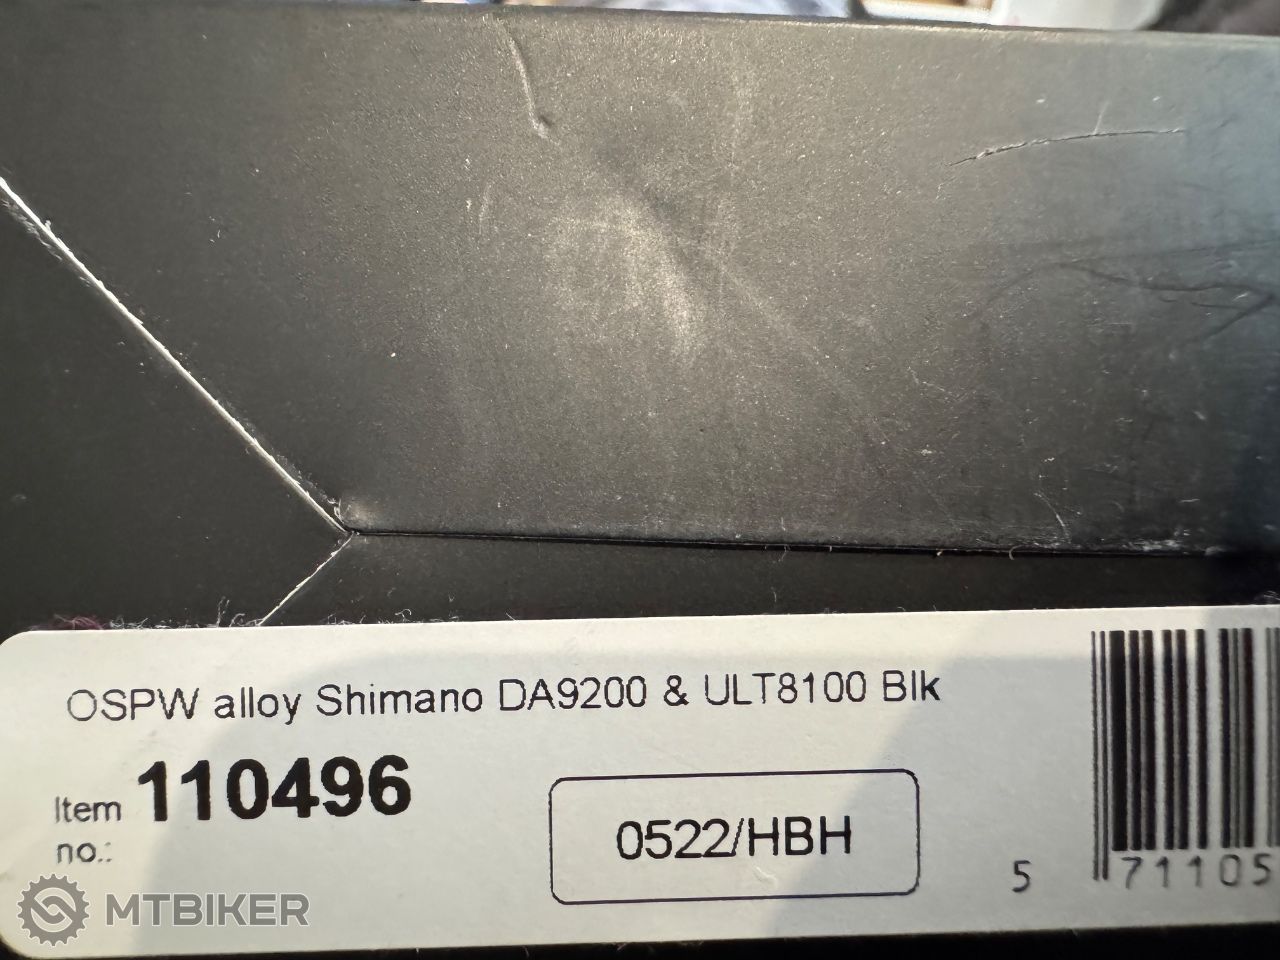 OSPW alloy Shimano DA9200 & ULT8100 Blk
Item no.: 110496
0522/HBH
5 71105
MTBIKER